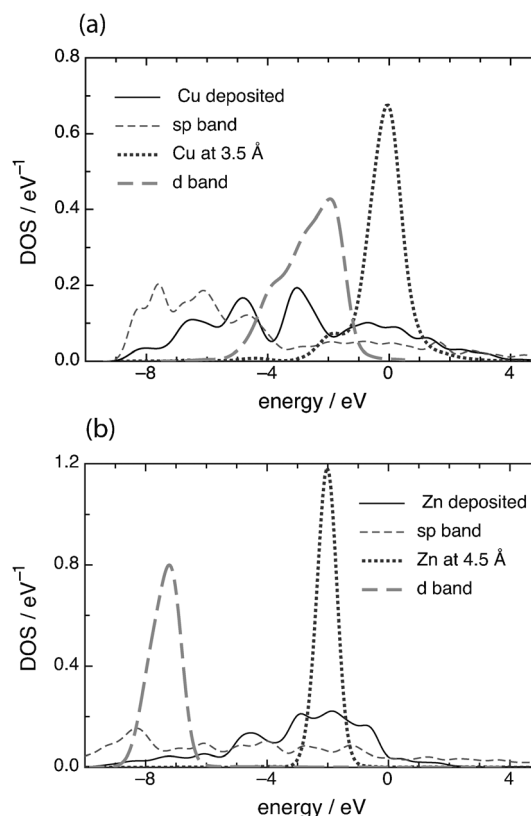 (a)
0.8
0.6
0.4
0.2
0.0
DOS / eV⁻¹
Cu deposited
sp band
Cu at 3.5 Å
d band
−8 −4 0 4
energy / eV
(b)
1.2
0.8
0.4
0.0
DOS / eV⁻¹
Zn deposited
sp band
Zn at 4.5 Å
d band
−8 −4 0 4
energy / eV